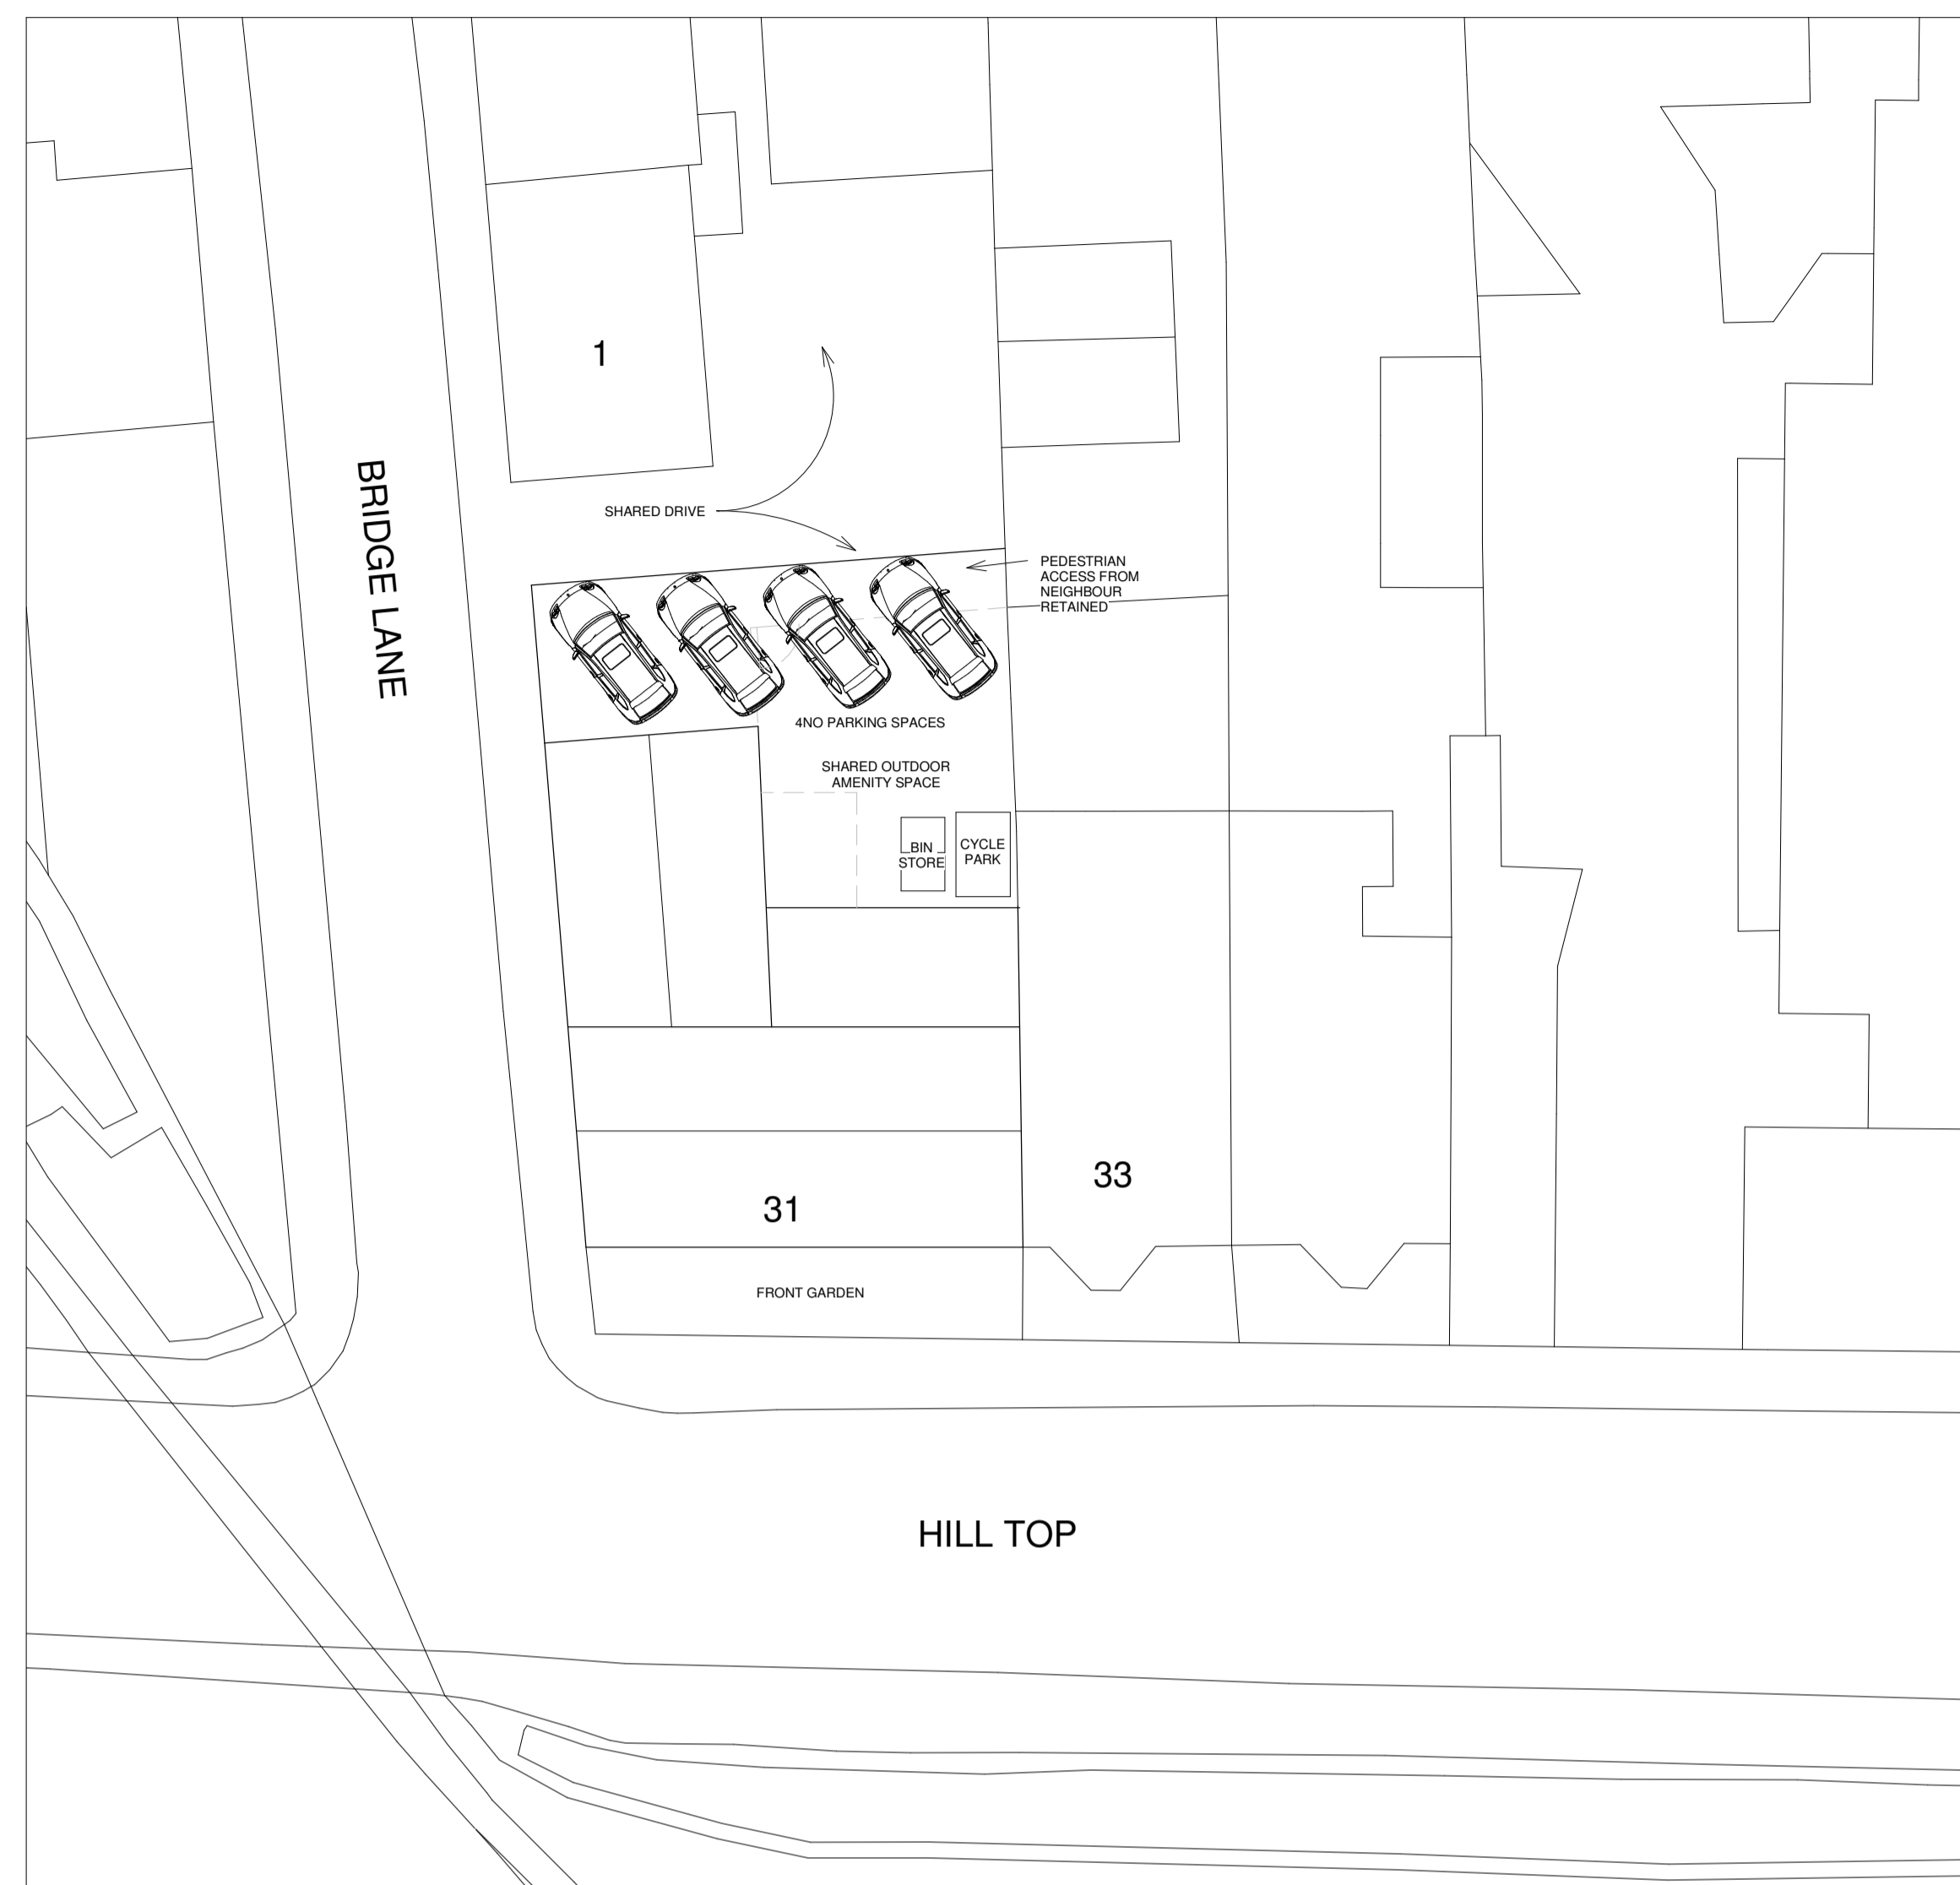 1
BRIDGE LANE
SHARED DRIVE
PEDESTRIAN
ACCESS FROM
NEIGHBOUR
RETAINED
4NO PARKING SPACES
SHARED OUTDOOR
AMENITY SPACE
BIN
STORE
CYCLE
PARK
33
31
FRONT GARDEN
HILL TOP